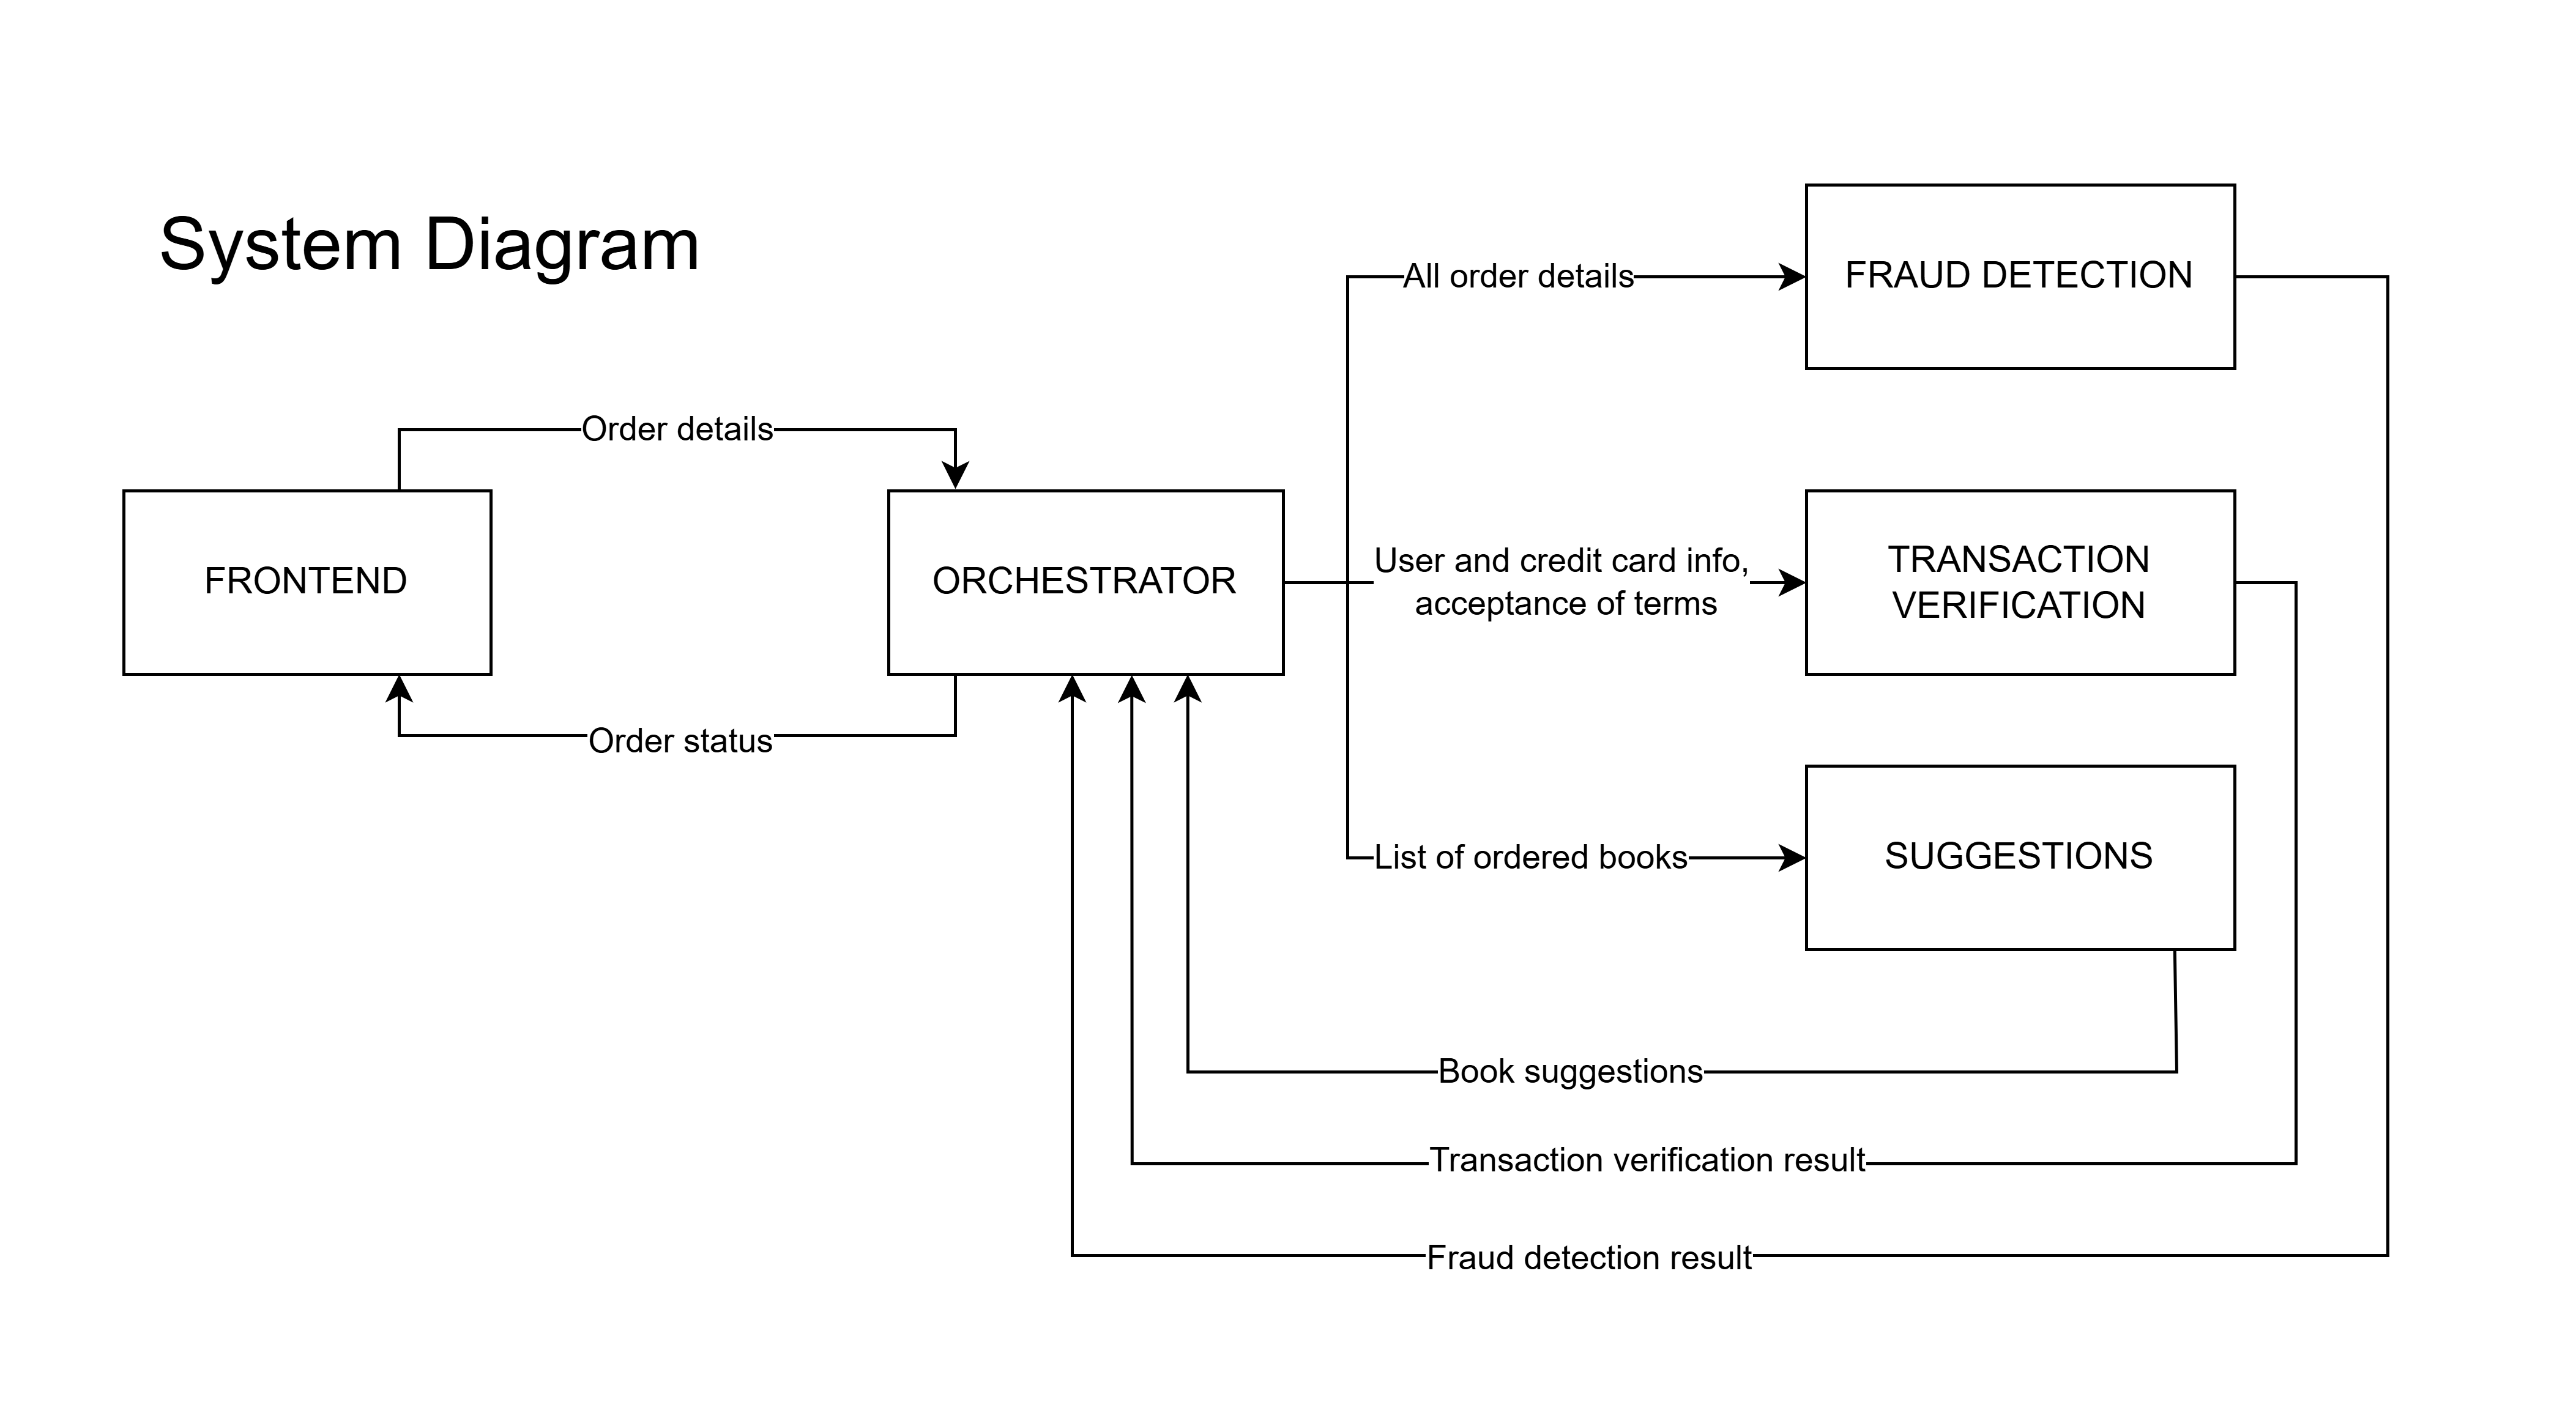 System Diagram
FRAUD DETECTION
All order details
Order details
FRONTEND
ORCHESTRATOR
User and credit card info,
acceptance of terms
TRANSACTION
VERIFICATION
Order status
List of ordered books
SUGGESTIONS
Book suggestions
Transaction verification result
Fraud detection result